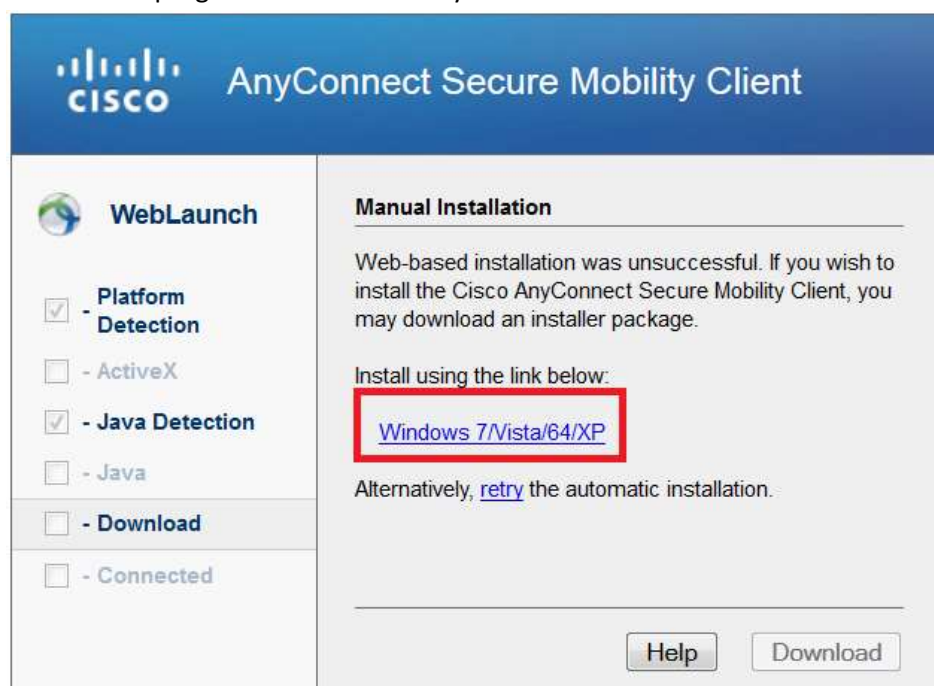 CISCO
AnyConnect Secure Mobility Client
WebLaunch
- Platform
Detection
- ActiveX
- Java Detection
- Java
- Download
- Connected
Manual Installation
Web-based installation was unsuccessful. If you wish to
install the Cisco AnyConnect Secure Mobility Client, you
may download an installer package.
Install using the link below:
Windows 7/Vista/64/XP
Alternatively, retry the automatic installation.
Help
Download